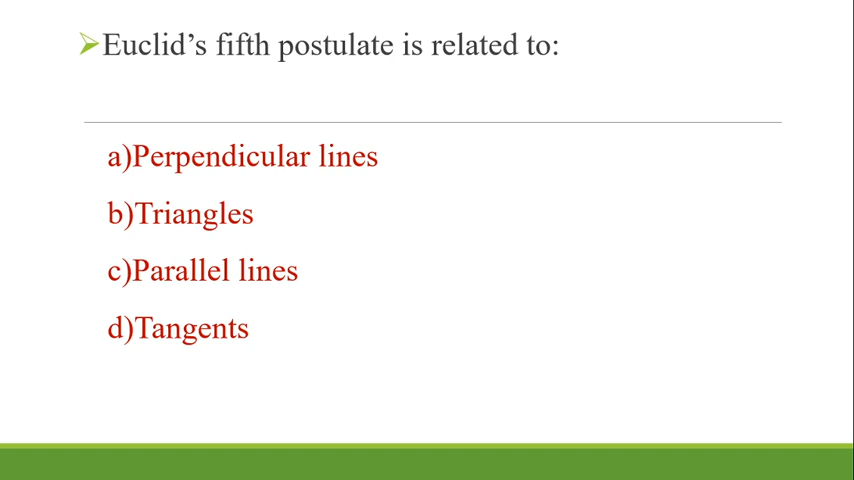 Euclid’s fifth postulate is related to:
a)Perpendicular lines
b)Triangles
c)Parallel lines
d)Tangents